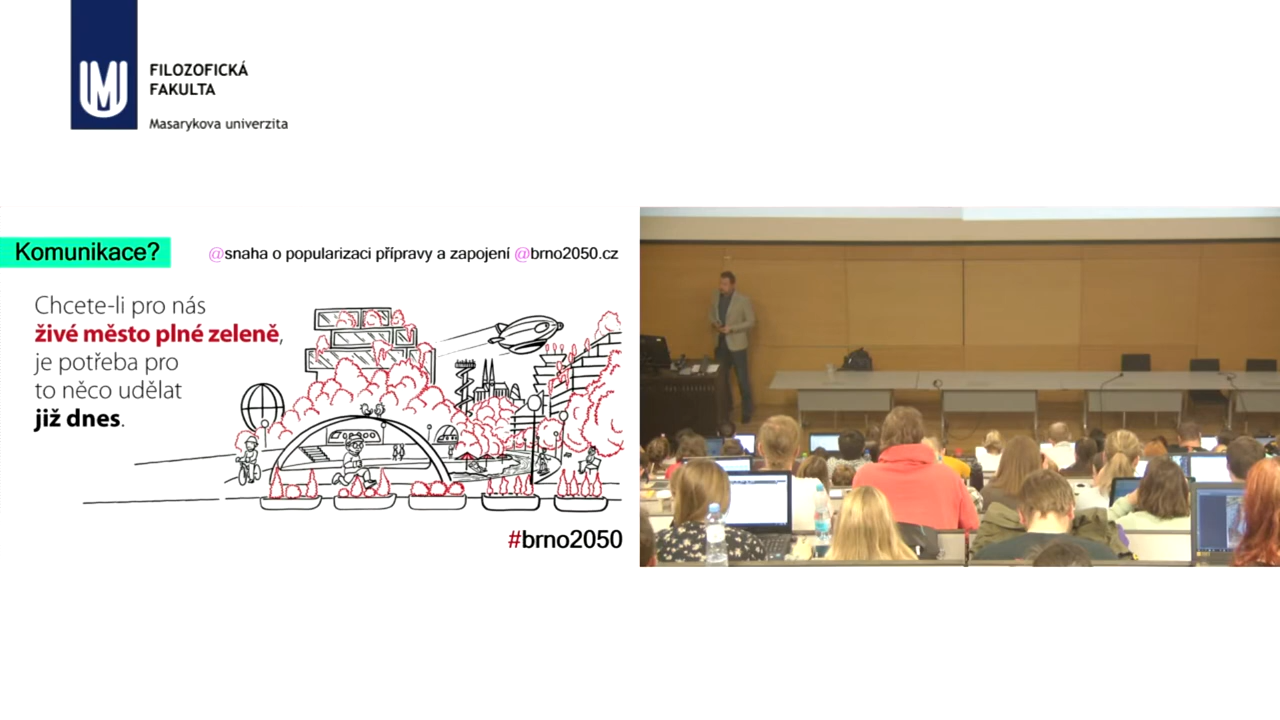 FILOZOFICKÁ
FAKULTA
Masarykova univerzita
Komunikace?
@snaha o popularizaci přípravy a zapojení @brno2050.cz
Chcete-li pro nás
živé město plné zeleně,
je potřeba pro
to něco udělat
již dnes.
#brno2050